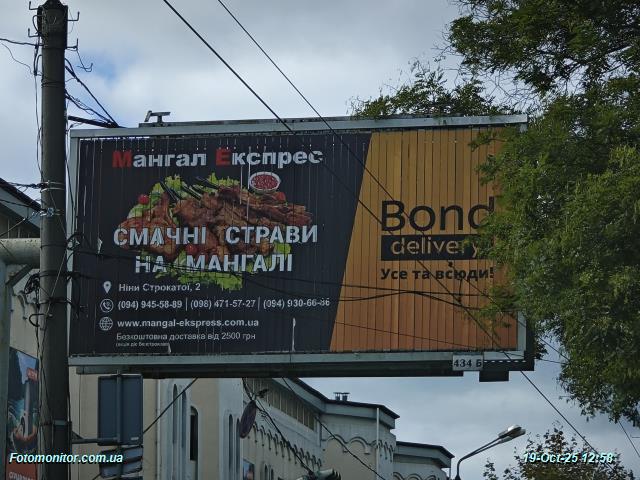 Мангал Експрес
СМАЧНІ СТРАВИ
НА МАНГАЛІ
Ніни Строкатої, 2
(094) 945-58-89 | (098) 471-57-27 | (094) 930-66-86
www.mangal-ekspress.com.ua
Безкоштовна доставка від 2500 грн
Bond
delivery
Усе та всюди!
434 Б
Fotomonitor.com.ua
19-Oct-25 12:58